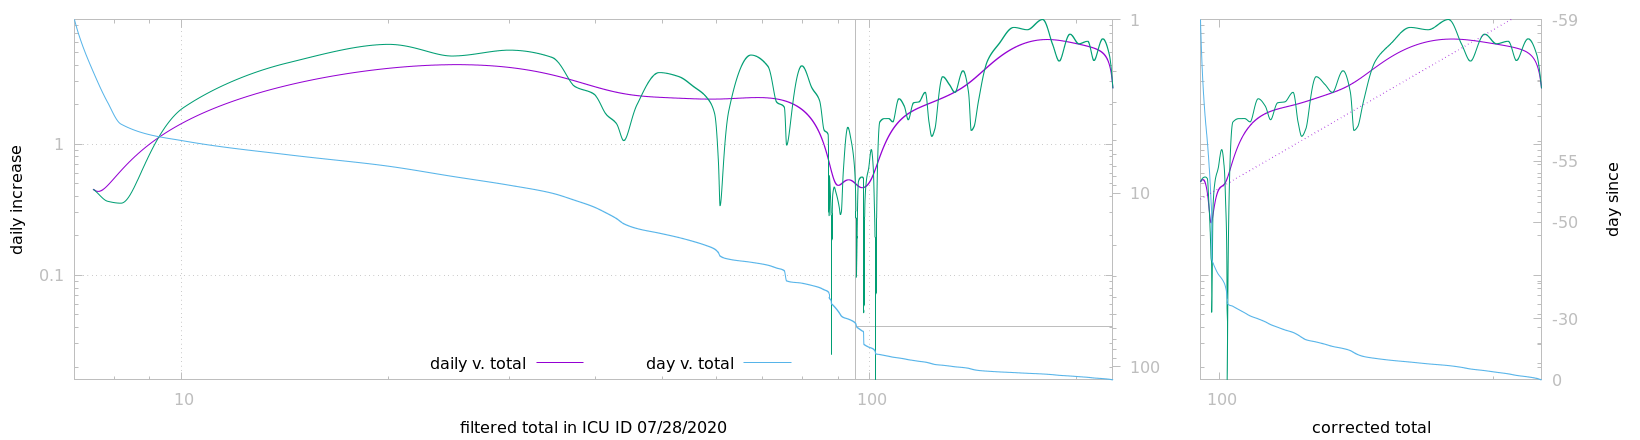 1
-59
1
-55
10
-50
0.1
-30
daily v. total
day v. total
100
0
10
100
100
daily increase
day since
filtered total in ICU ID 07/28/2020
corrected total